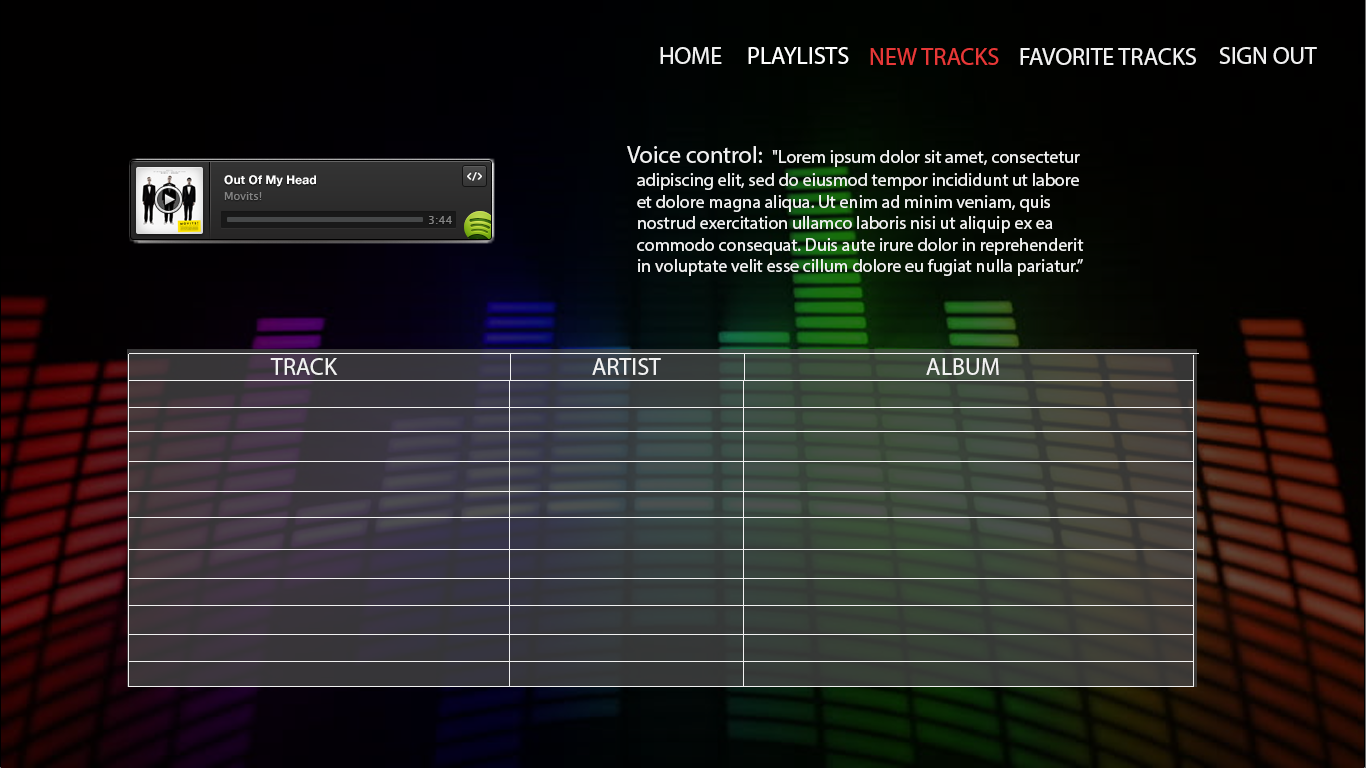 HOME PLAYLISTS NEW TRACKS FAVORITE TRACKS SIGN OUT
Out Of My Head
Movits!
3:44
</>
Voice control: "Lorem ipsum dolor sit amet, consectetur
adipiscing elit, sed do eiusmod tempor incididunt ut labore
et dolore magna aliqua. Ut enim ad minim veniam, quis
nostrud exercitation ullamco laboris nisi ut aliquip ex ea
commodo consequat. Duis aute irure dolor in reprehenderit
in voluptate velit esse cillum dolore eu fugiat nulla pariatur.”
TRACK ARTIST ALBUM